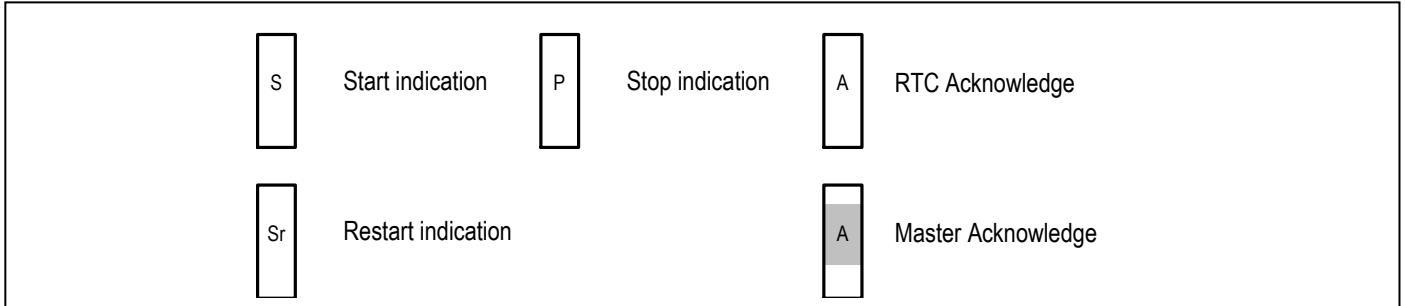 S Start indication P Stop indication A RTC Acknowledge
Sr Restart indication A Master Acknowledge